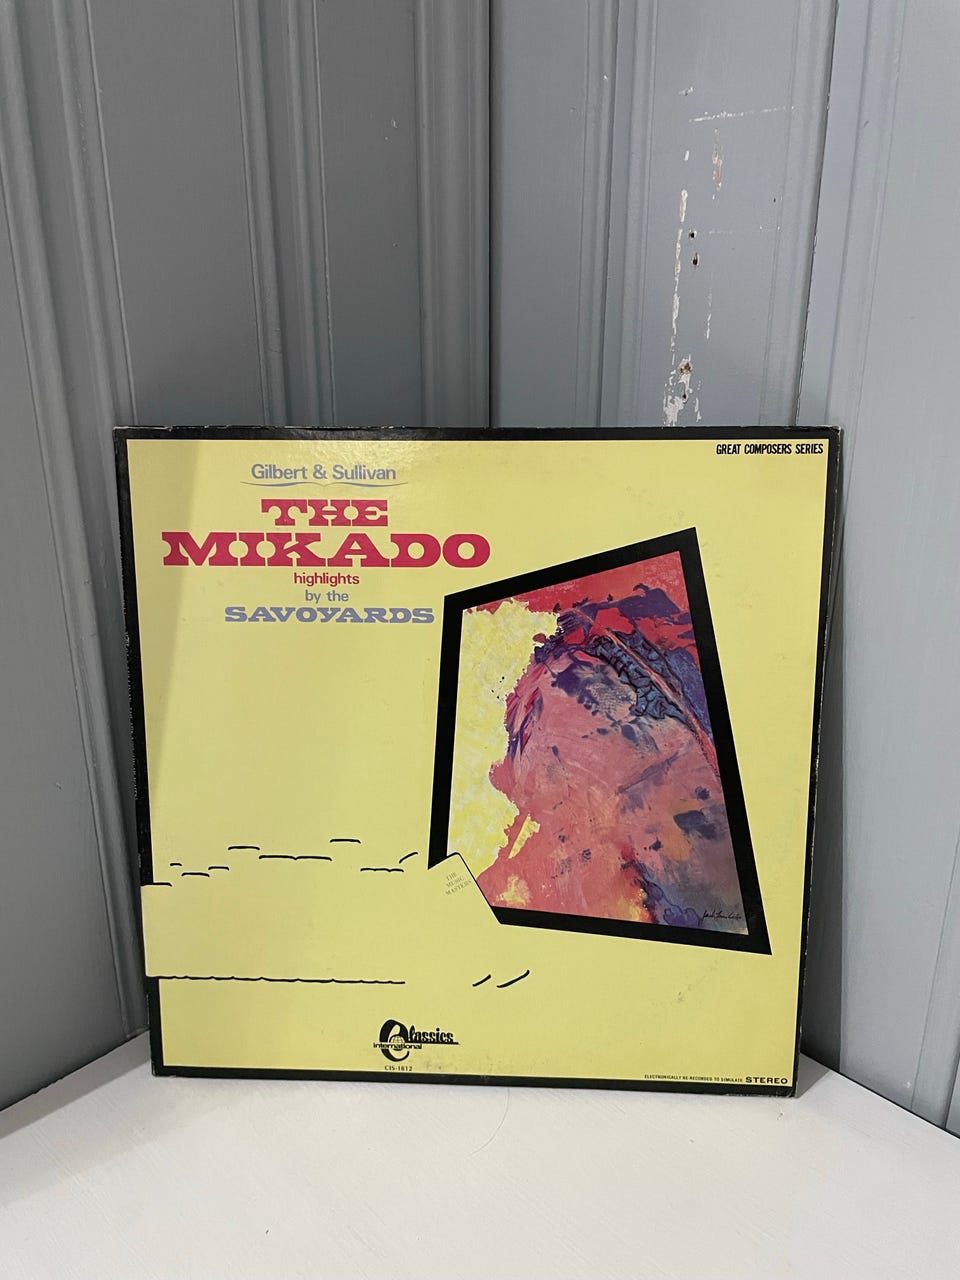 GREAT COMPOSERS SERIES
Gilbert & Sullivan
THE
MIKADO
highlights
by the
SAVOYARDS
THE
MUSIC
MASTERS
Classics
international
CIS-1812
ELECTRONICALLY RE-RECORDED TO SIMULATE STEREO